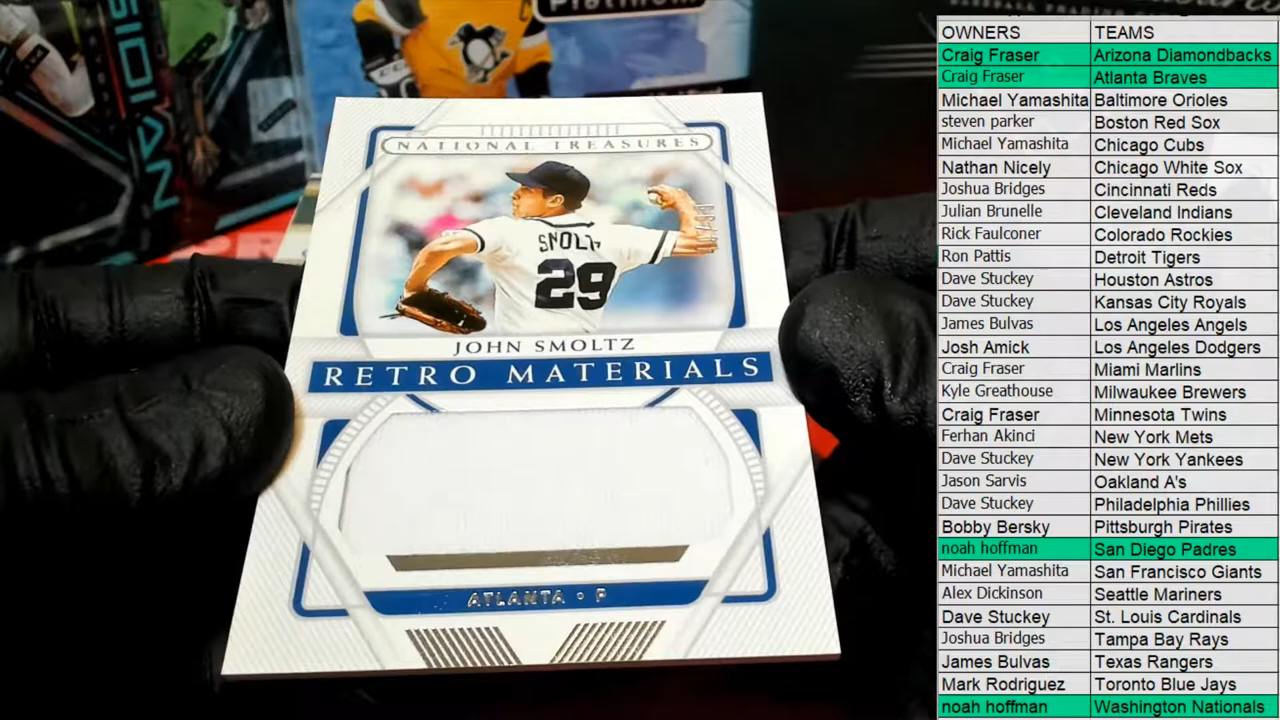 Platinum
OBSIDIAN
NATIONAL TREASURES
SMOLTZ
29
JOHN SMOLTZ
RETRO MATERIALS
ATLANTA • P
OWNERS TEAMS
Craig Fraser Arizona Diamondbacks
Craig Fraser Atlanta Braves
Michael Yamashita Baltimore Orioles
steven parker Boston Red Sox
Michael Yamashita Chicago Cubs
Nathan Nicely Chicago White Sox
Joshua Bridges Cincinnati Reds
Julian Brunelle Cleveland Indians
Rick Faulconer Colorado Rockies
Ron Pattis Detroit Tigers
Dave Stuckey Houston Astros
Dave Stuckey Kansas City Royals
James Bulvas Los Angeles Angels
Josh Amick Los Angeles Dodgers
Craig Fraser Miami Marlins
Kyle Greathouse Milwaukee Brewers
Craig Fraser Minnesota Twins
Ferhan Akinci New York Mets
Dave Stuckey New York Yankees
Jason Sarvis Oakland A's
Dave Stuckey Philadelphia Phillies
Bobby Bersky Pittsburgh Pirates
noah hoffman San Diego Padres
Michael Yamashita San Francisco Giants
Alex Dickinson Seattle Mariners
Dave Stuckey St. Louis Cardinals
Joshua Bridges Tampa Bay Rays
James Bulvas Texas Rangers
Mark Rodriguez Toronto Blue Jays
noah hoffman Washington Nationals